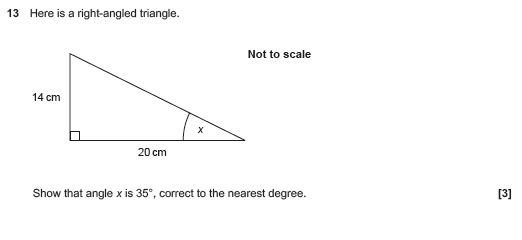 13 Here is a right-angled triangle.
Not to scale
14 cm
x
20 cm
Show that angle x is 35°, correct to the nearest degree. [3]